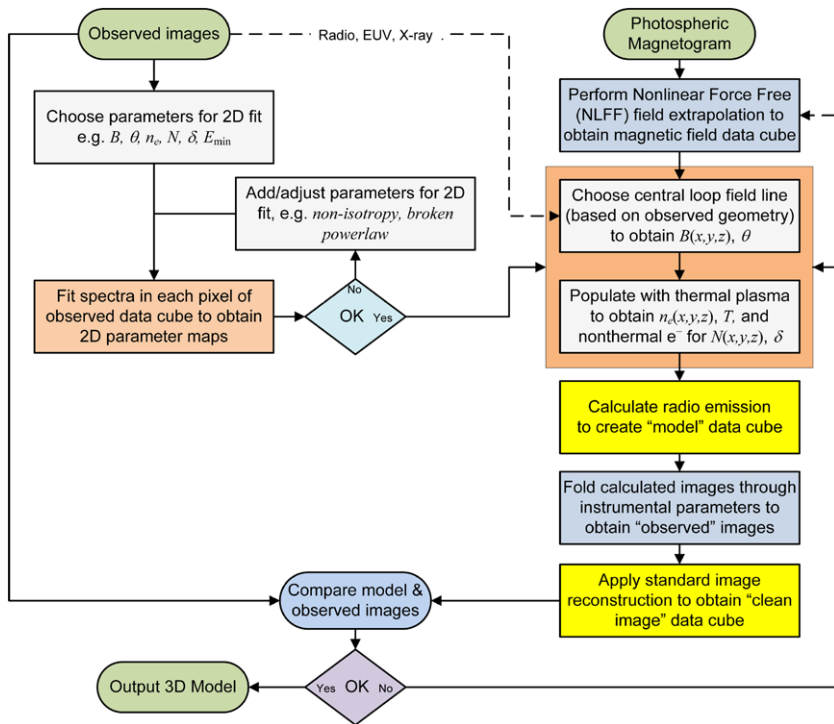 Observed images
Radio, EUV, X-ray .
Photospheric
Magnetogram
Choose parameters for 2D fit
e.g. B, θ, nₑ, N, δ, Eₘᵢₙ
Perform Nonlinear Force Free
(NLFF) field extrapolation to
obtain magnetic field data cube
Add/adjust parameters for 2D
fit, e.g. non-isotropy, broken
powerlaw
Choose central loop field line
(based on observed geometry)
to obtain B(x,y,z), θ
Fit spectra in each pixel of
observed data cube to obtain
2D parameter maps
No
OK Yes
Populate with thermal plasma
to obtain nₑ(x,y,z), T, and
nonthermal e⁻ for N(x,y,z), δ
Calculate radio emission
to create “model” data cube
Fold calculated images through
instrumental parameters to
obtain “observed” images
Compare model &
observed images
Apply standard image
reconstruction to obtain “clean
image” data cube
Output 3D Model
Yes OK No